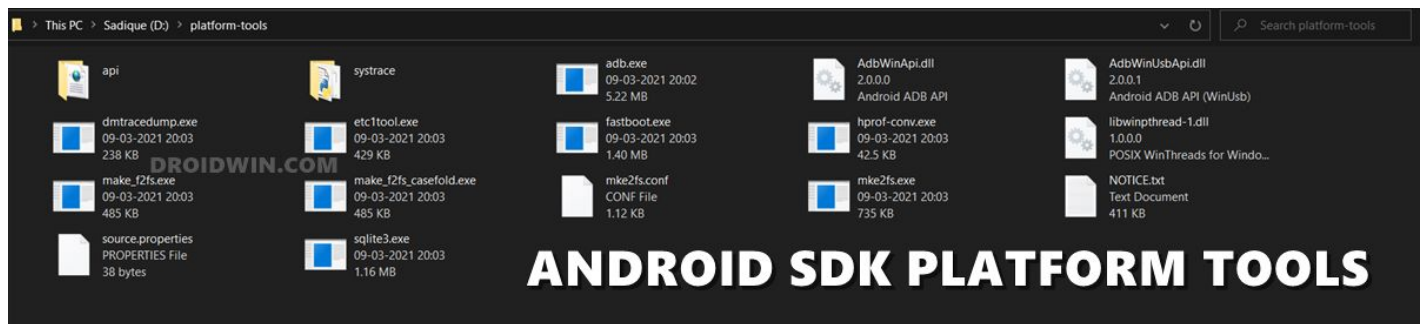 This PC > Sadique (D:) > platform-tools
Search platform-tools
api
systrace
adb.exe
09-03-2021 20:02
5.22 MB
AdbWinApi.dll
2.0.0.0
Android ADB API
AdbWinUsbApi.dll
2.0.0.1
Android ADB API (WinUsb)
dmtracedump.exe
09-03-2021 20:03
238 KB
etc1tool.exe
09-03-2021 20:03
429 KB
fastboot.exe
09-03-2021 20:03
1.40 MB
hprof-conv.exe
09-03-2021 20:03
42.5 KB
libwinpthread-1.dll
1.0.0.0
POSIX WinThreads for Windo...
DROIDWIN.COM
make_f2fs.exe
09-03-2021 20:03
485 KB
make_f2fs_casefold.exe
09-03-2021 20:03
485 KB
mke2fs.conf
CONF File
1.12 KB
mke2fs.exe
09-03-2021 20:03
735 KB
NOTICE.txt
Text Document
411 KB
source.properties
PROPERTIES File
38 bytes
sqlite3.exe
09-03-2021 20:03
1.16 MB
ANDROID SDK PLATFORM TOOLS